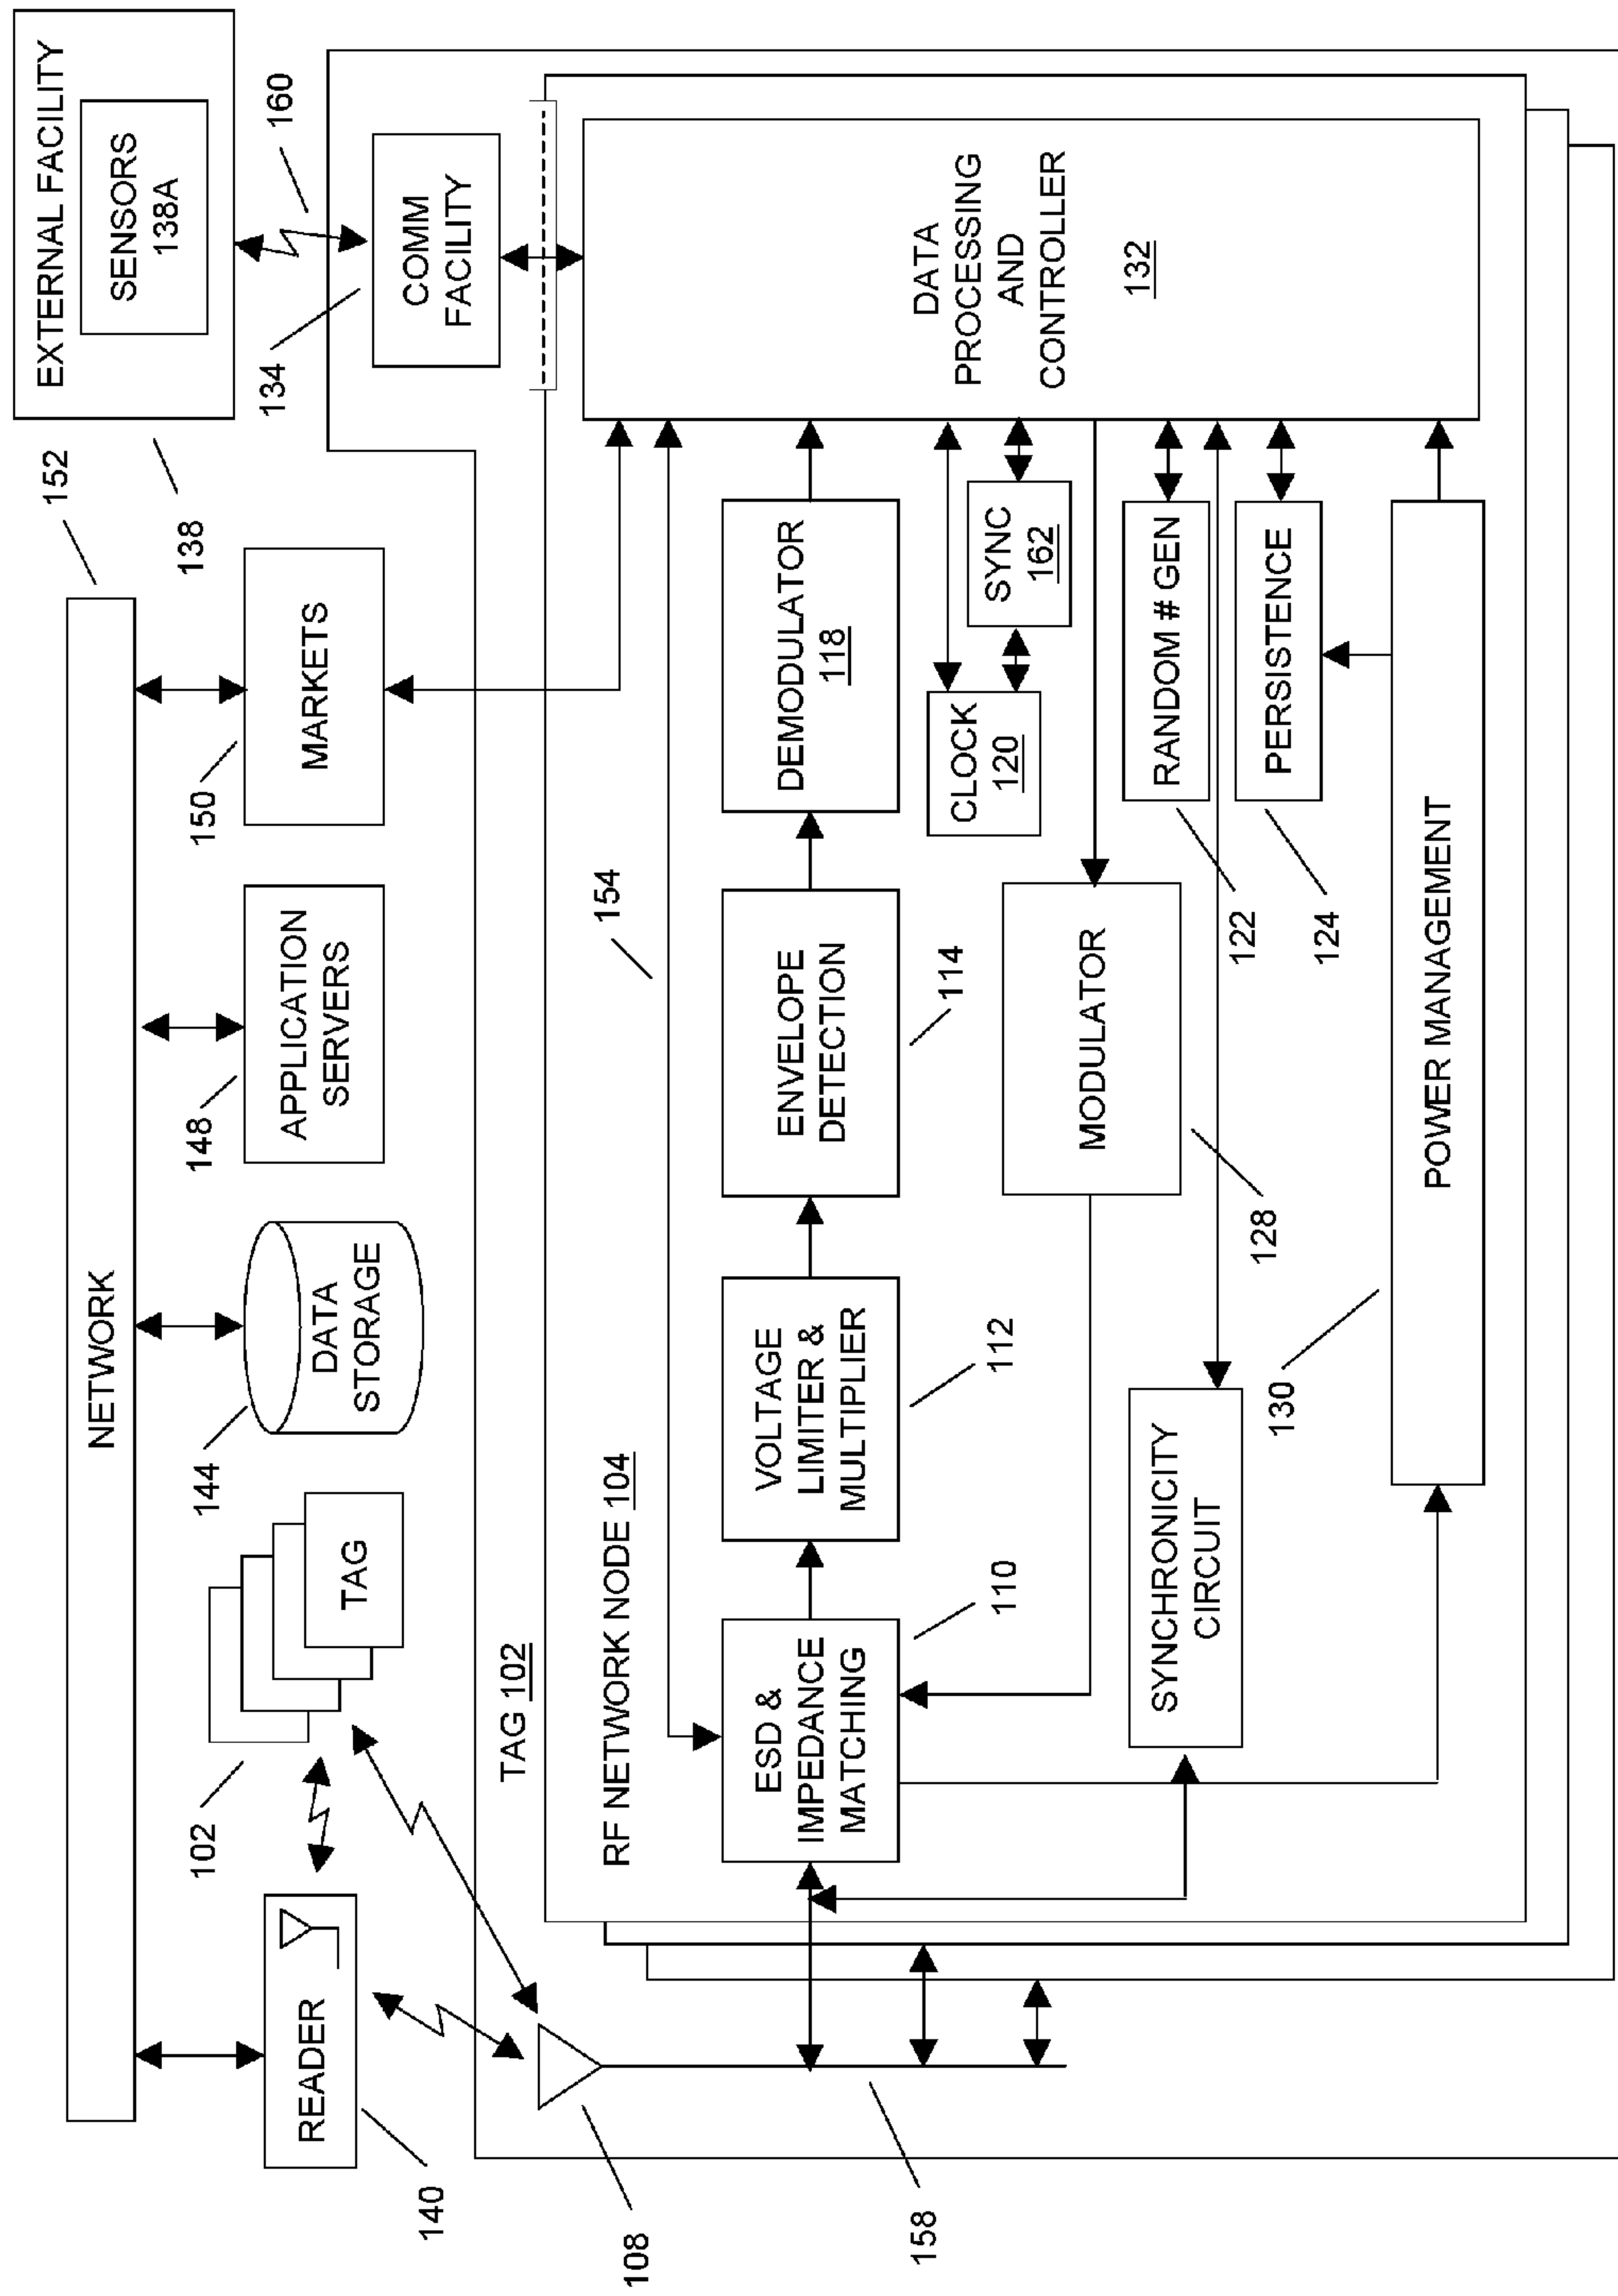 152
NETWORK
EXTERNAL FACILITY
SENSORS
138A
138
160
READER
140
102
TAG
144
DATA
STORAGE
148
APPLICATION
SERVERS
150
MARKETS
134
COMM
FACILITY
108
158
TAG 102
RF NETWORK NODE 104
154
ESD &
IMPEDANCE
MATCHING
110
VOLTAGE
LIMITER &
MULTIPLIER
112
ENVELOPE
DETECTION
114
DEMODULATOR
118
CLOCK
120
SYNC
162
DATA
PROCESSING
AND
CONTROLLER
132
MODULATOR
128
SYNCHRONICITY
CIRCUIT
RANDOM # GEN
122
PERSISTENCE
124
130
POWER MANAGEMENT